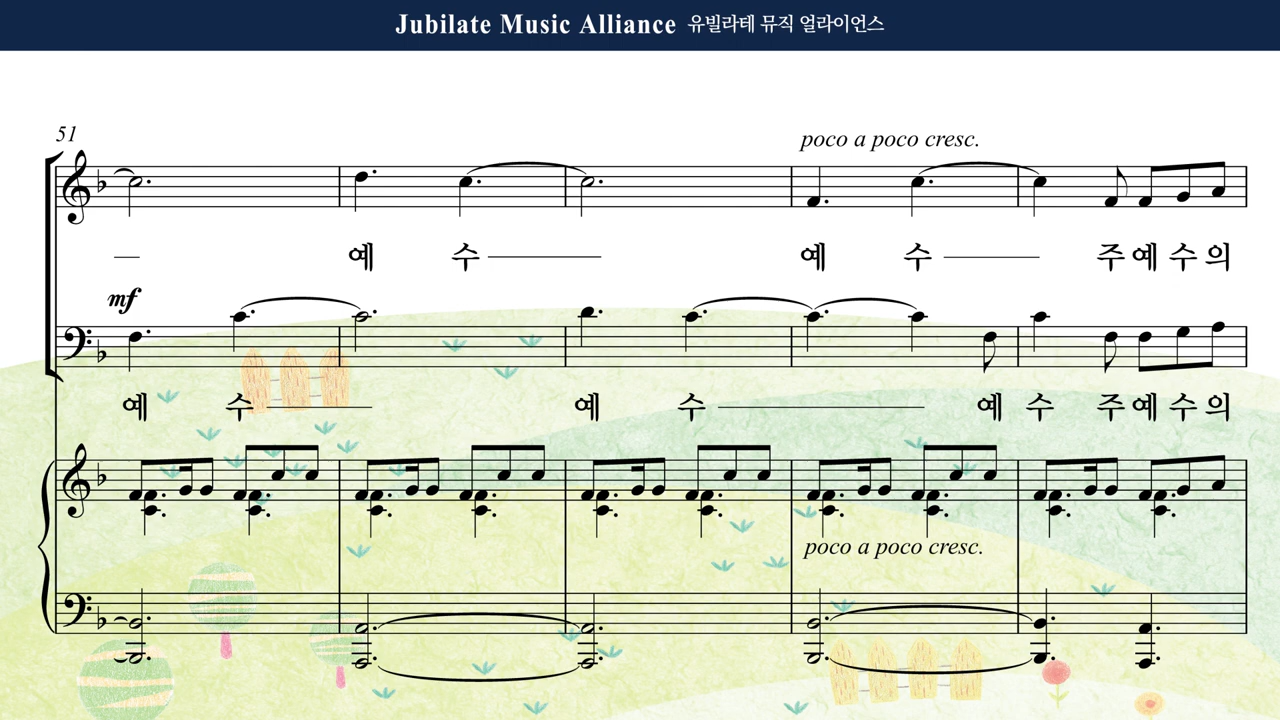 Jubilate Music Alliance 유빌라테 뮤직 얼라이언스
51
poco a poco cresc.
예 수 예 수 주 예 수 의
mf
예 수 예 수 예 수 주 예 수 의
poco a poco cresc.